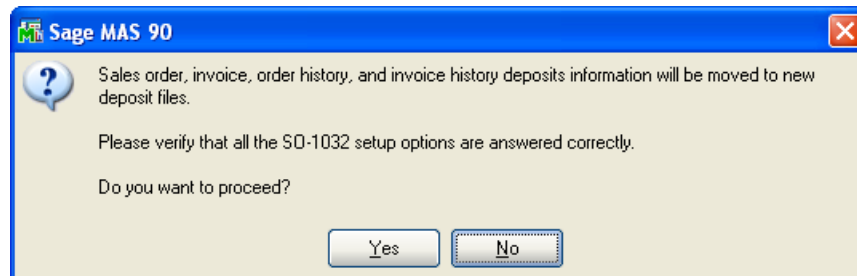 Sage MAS 90
Sales order, invoice, order history, and invoice history deposits information will be moved to new
deposit files.
Please verify that all the SO-1032 setup options are answered correctly.
Do you want to proceed?
Yes No